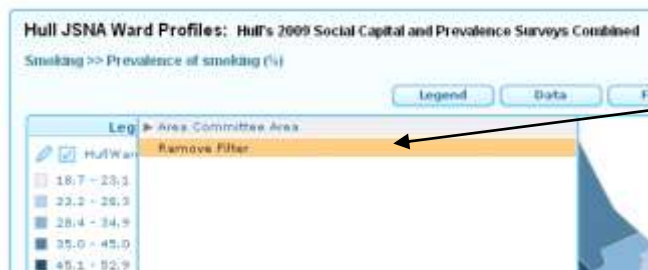 Hull JSNA Ward Profiles: Hull's 2009 Social Capital and Prevalence Surveys Combined
Smoking >> Prevalence of smoking (%)
Legend Data F
Leg ▶ Area Committee Area
HullWar Remove Filter
18.7 - 23.1
23.2 - 28.3
28.4 - 34.9
35.0 - 45.0
45.1 - 52.9